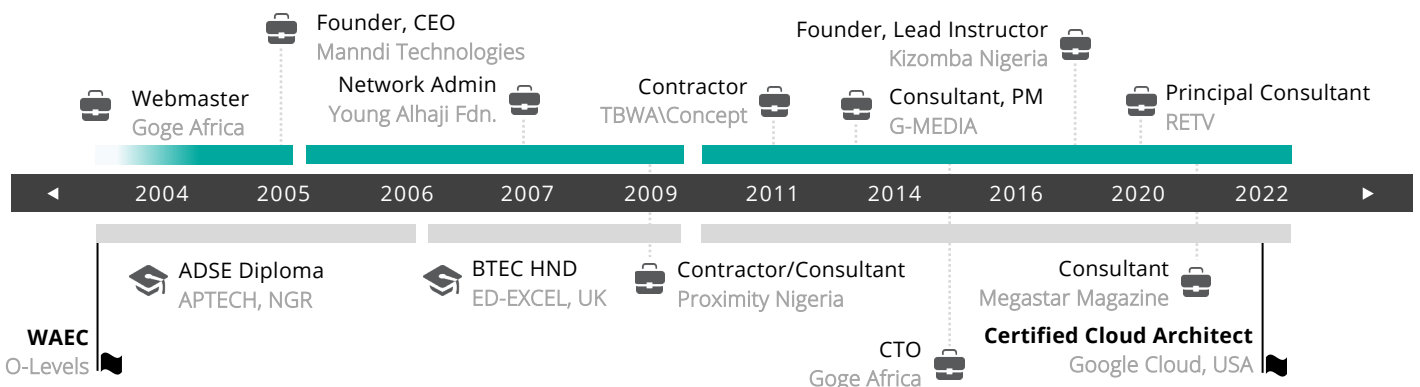 Founder, CEO
Manndi Technologies
Founder, Lead Instructor
Kizomba Nigeria
Webmaster
Goge Africa
Network Admin
Young Alhaji Fdn.
Contractor
TBWA\Concept
Consultant, PM
G-MEDIA
Principal Consultant
RETV
2004 2005 2006 2007 2009 2011 2014 2016 2020 2022
ADSE Diploma
APTECH, NGR
BTEC HND
ED-EXCEL, UK
Contractor/Consultant
Proximity Nigeria
Consultant
Megastar Magazine
WAEC
O-Levels
CTO
Goge Africa
Certified Cloud Architect
Google Cloud, USA